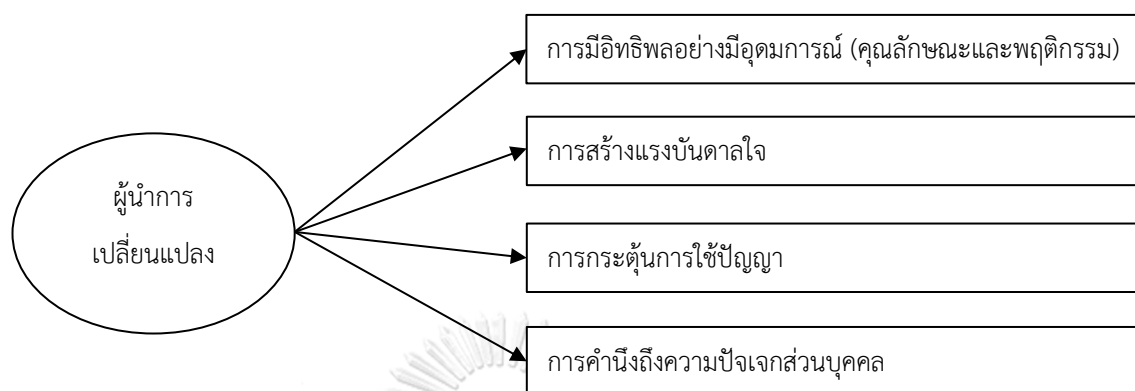 การมีอิทธิพลอย่างมีอุดมการณ์ (คุณลักษณะและพฤติกรรม)
การสร้างแรงบันดาลใจ
ผู้นำการ
เปลี่ยนแปลง
การกระตุ้นการใช้ปัญญา
การคำนึงถึงความปัจเจกส่วนบุคคล